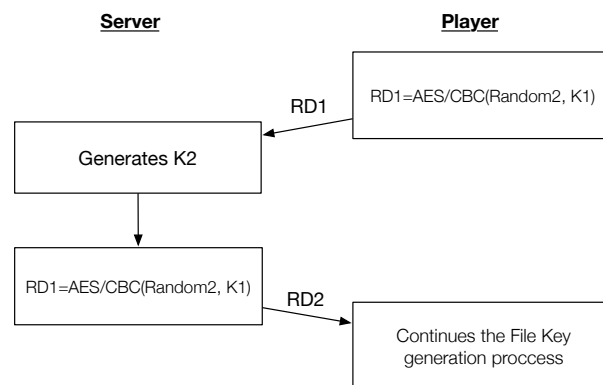 Server
Player
RD1=AES/CBC(Random2, K1)
RD1
Generates K2
RD1=AES/CBC(Random2, K1)
RD2
Continues the File Key
generation proccess